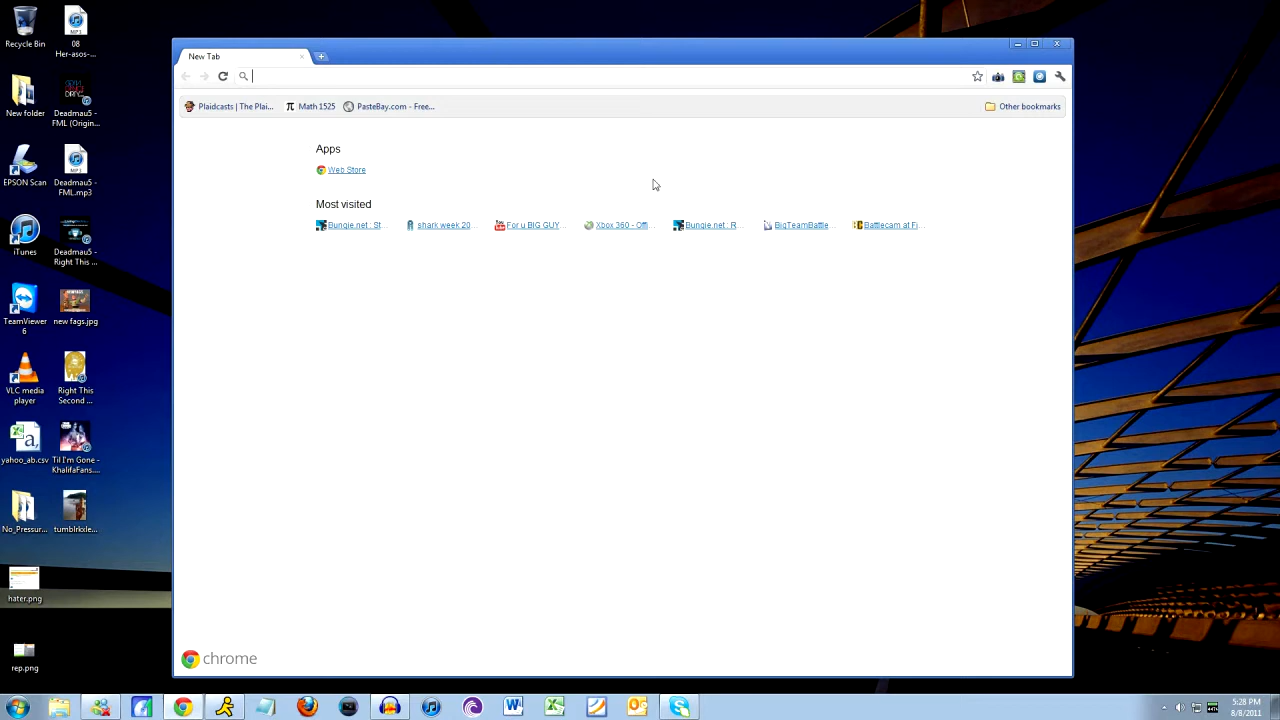 Recycle Bin
08
Her-asos-...
New folder
Deadmau5 -
FML (Origin...
EPSON Scan
Deadmau5 -
FML.mp3
iTunes
Deadmau5 -
Right This ...
TeamViewer
6
new fags.jpg
VLC media
player
Right This
Second ...
yahoo_ab.csv
Til I'm Gone -
KhalifaFans....
No_Pressur...
hater.png
rep.png
New Tab
Plaidcasts | The Plai...
Math 1525
PasteBay.com - Free...
Other bookmarks
Apps
Web Store
Most visited
Bungie.net : St...
shark week 20...
For u BIG GUY...
Xbox 360 - Offi...
Bungie.net : R...
BigTeamBattle...
Battlecam at Fi...
chrome
5:28 PM
8/8/2011